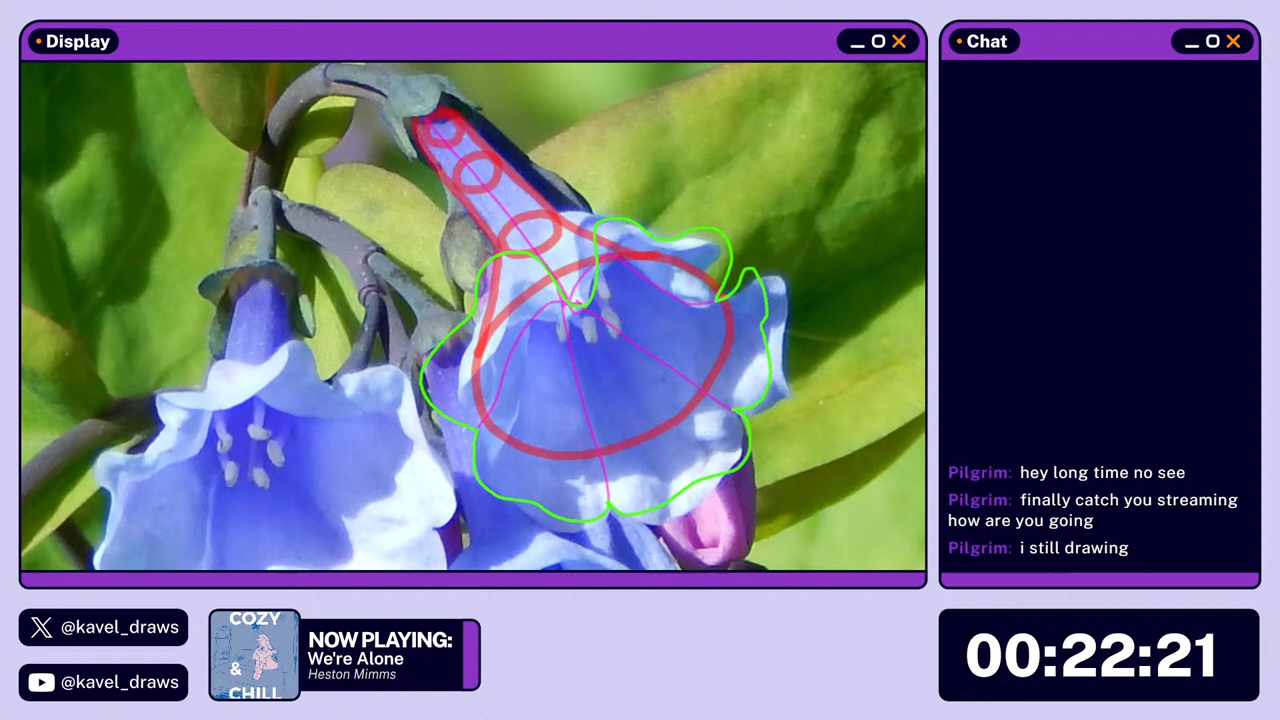 Display
Chat
Pilgrim: hey long time no see
Pilgrim: finally catch you streaming
how are you going
Pilgrim: i still drawing
@kavel_draws
@kavel_draws
COZY
&
CHILL
NOW PLAYING:
We're Alone
Heston Mimms
00:22:21